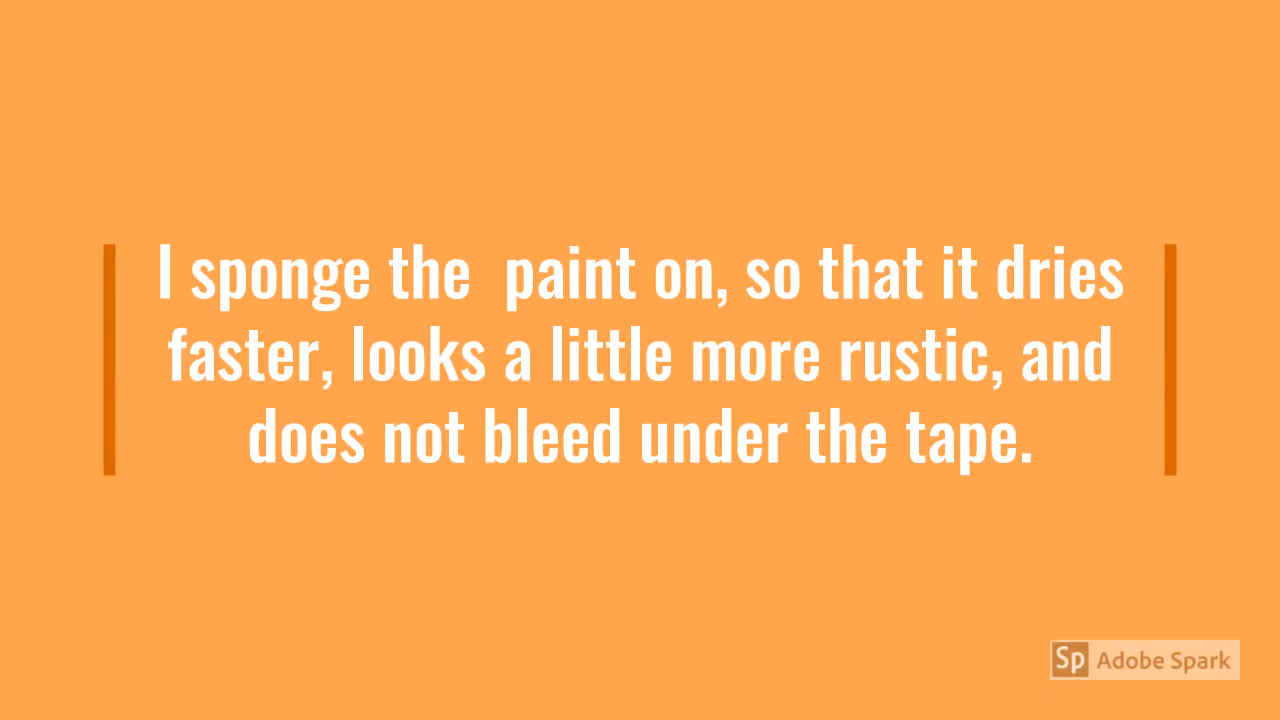 I sponge the  paint on, so that it dries
faster, looks a little more rustic, and
does not bleed under the tape.
Sp Adobe Spark